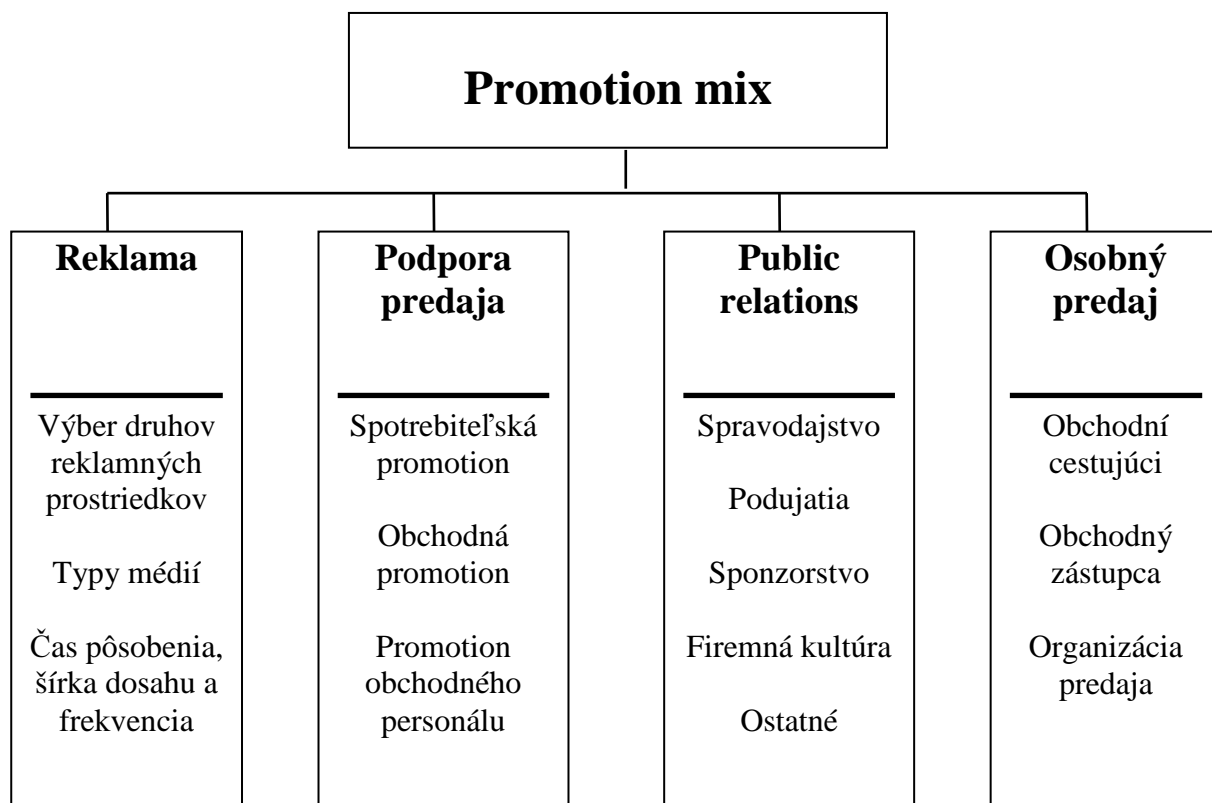 Promotion mix
Reklama
Výber druhov
reklamných
prostriedkov
Typy médií
Čas pôsobenia,
šírka dosahu a
frekvencia
Podpora
predaja
Spotrebiteľská
promotion
Obchodná
promotion
Promotion
obchodného
personálu
Public
relations
Spravodajstvo
Podujatia
Sponzorstvo
Firemná kultúra
Ostatné
Osobný
predaj
Obchodní
cestujúci
Obchodný
zástupca
Organizácia
predaja